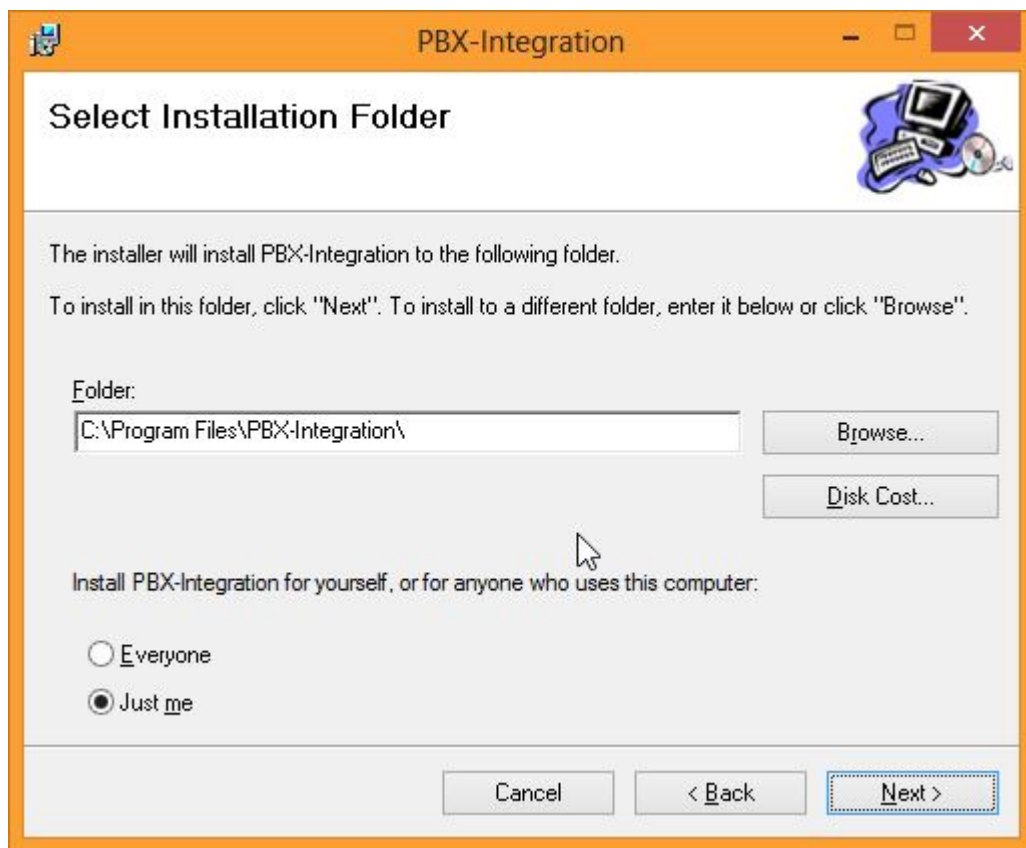 PBX-Integration
Select Installation Folder
The installer will install PBX-Integration to the following folder.
To install in this folder, click "Next". To install to a different folder, enter it below or click "Browse".
Folder:
C:\Program Files\PBX-Integration\
Browse...
Disk Cost...
Install PBX-Integration for yourself, or for anyone who uses this computer:
Everyone
Just me
Cancel
< Back
Next >